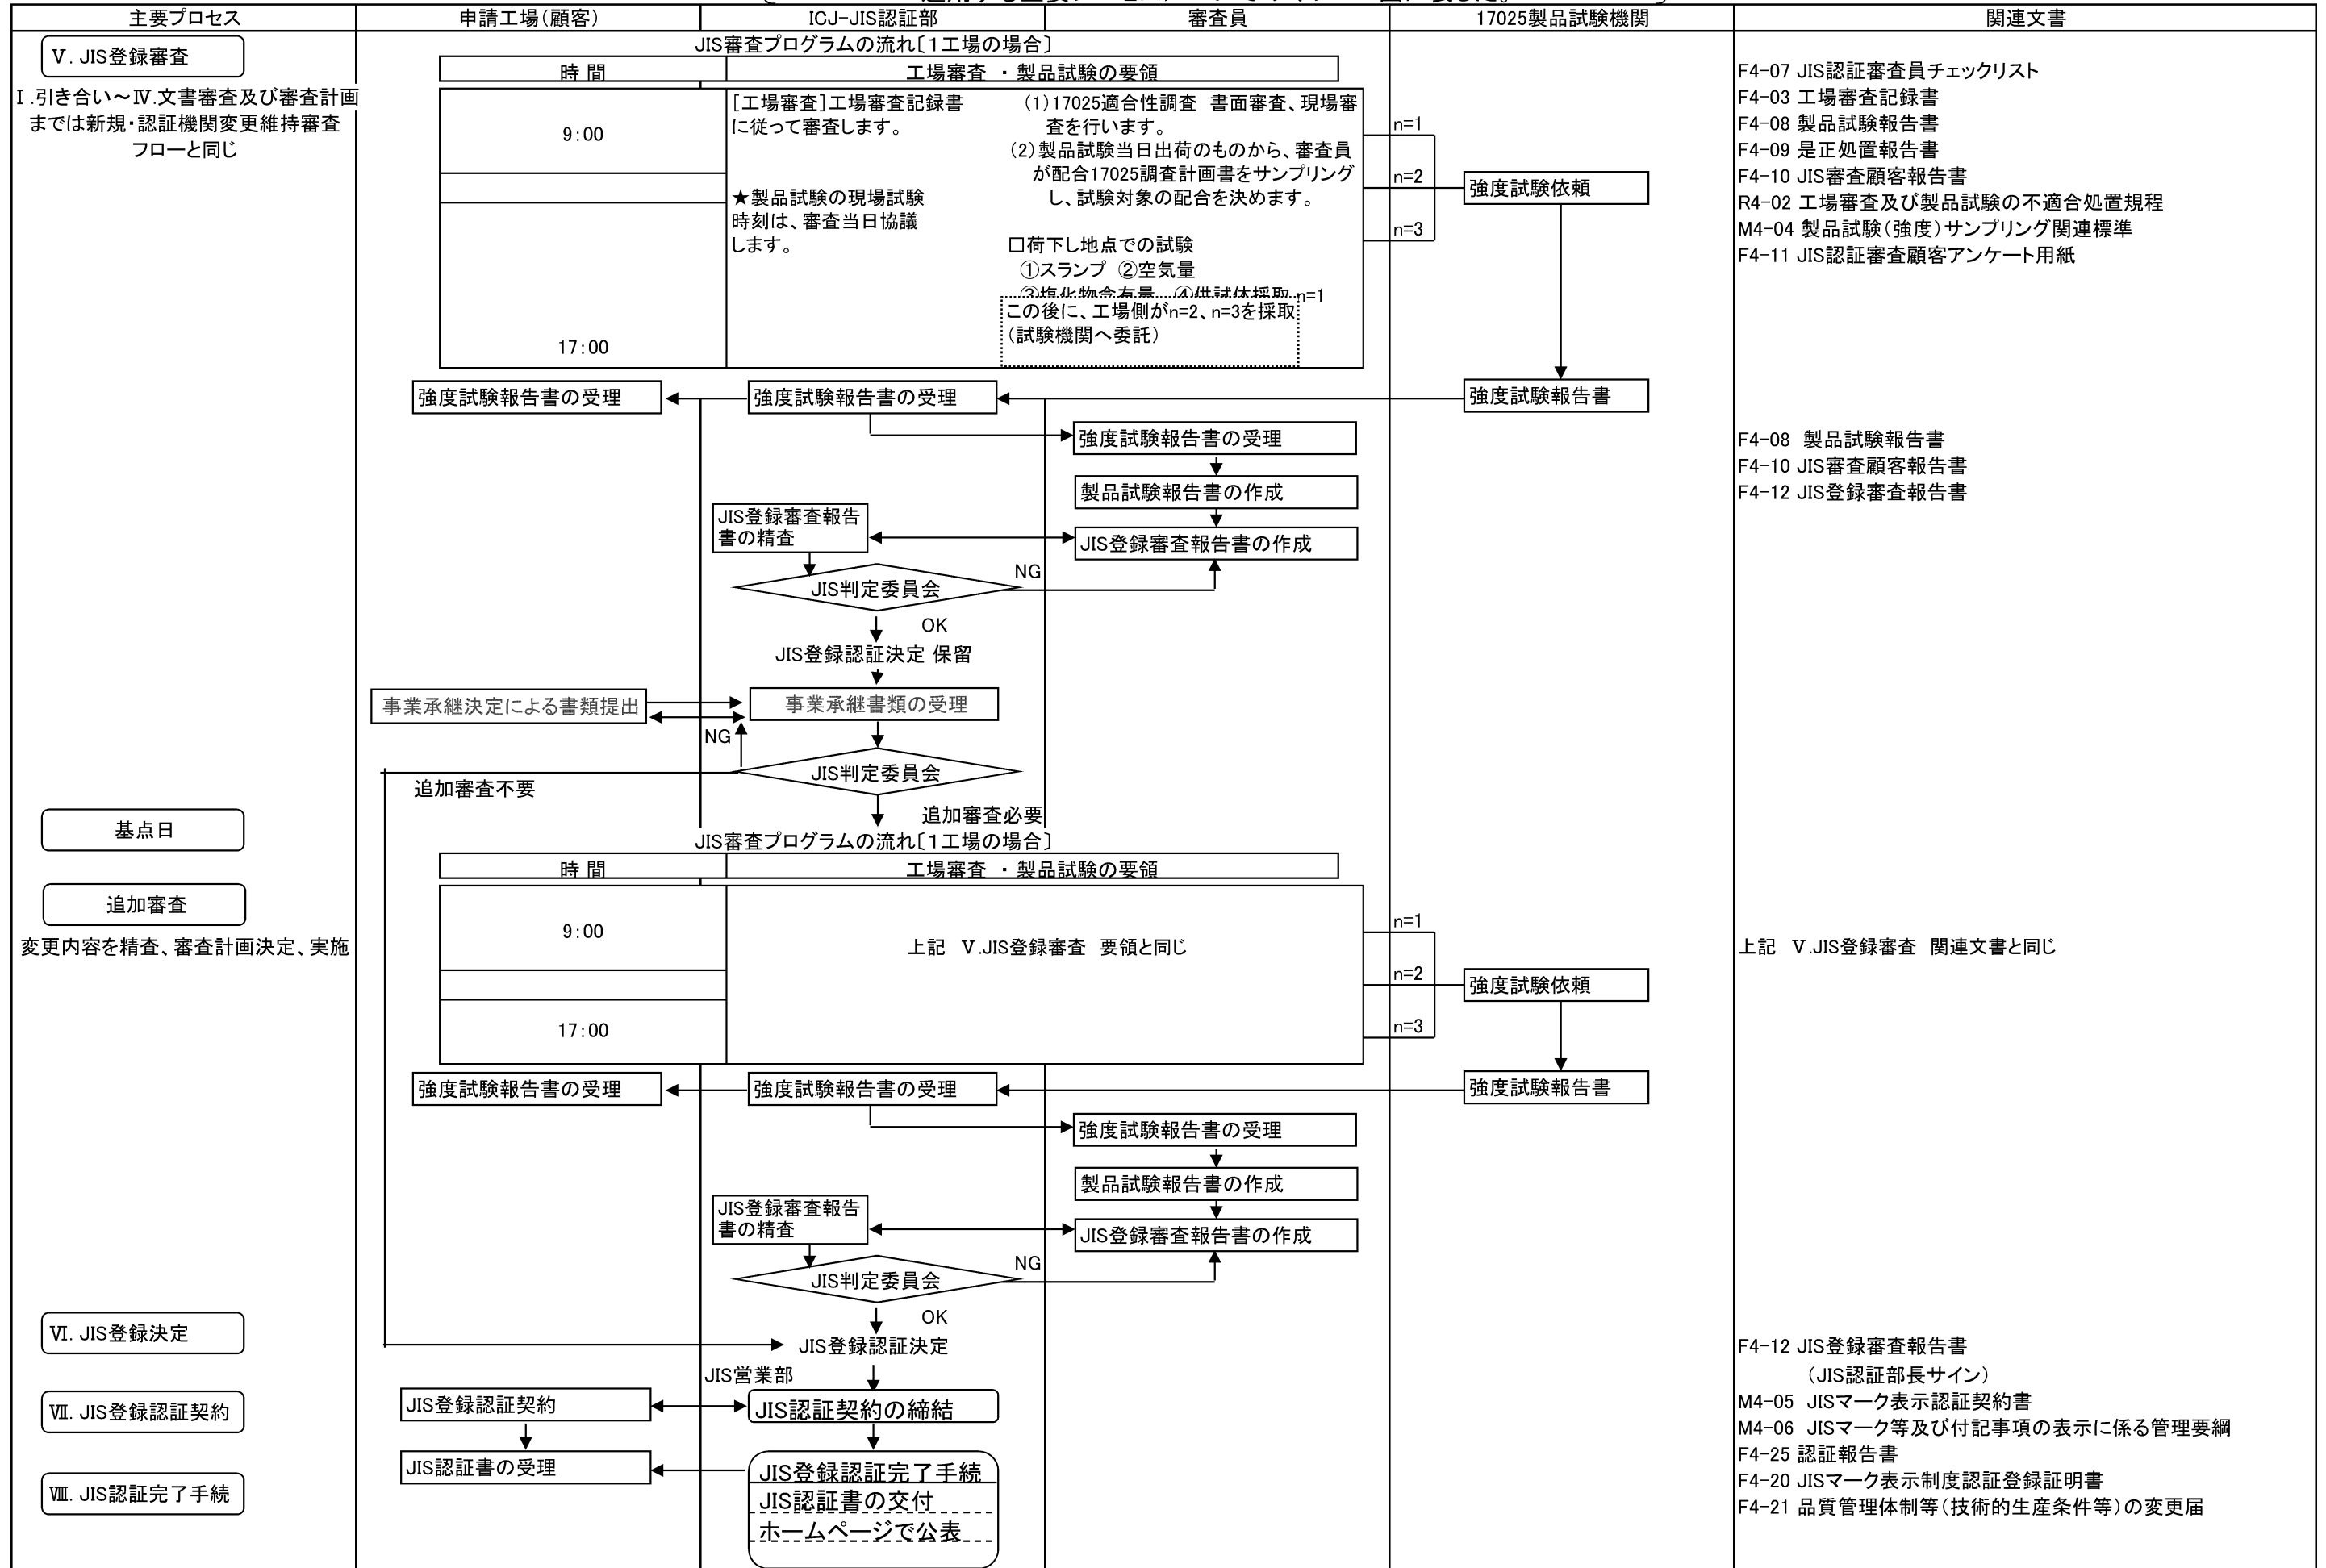 主要プロセス
申請工場（顧客）
ICJ-JIS認証部
審査員
17025製品試験機関
関連文書
Ⅴ. JIS登録審査
Ⅰ.引き合い～Ⅳ.文書審査及び審査計画
までは新規・認証機関変更維持審査
フローと同じ
JIS審査プログラムの流れ〔１工場の場合〕
時 間
工場審査 ・ 製品試験の要領
9:00
17:00
[工場審査]工場審査記録書
に従って審査します。
★製品試験の現場試験
時刻は、審査当日協議
します。
（1）17025適合性調査 書面審査、現場審
査を行います。
（2）製品試験当日出荷のものから、審査員
が配合17025調査計画書をサンプリング
し、試験対象の配合を決めます。
□荷下し地点での試験
①スランプ ②空気量
③塩化物含有量 ④供試体採取 n=1
この後に、工場側がn=2、n=3を採取
（試験機関へ委託）
n=1
n=2
n=3
強度試験依頼
F4-07 JIS認証審査員チェックリスト
F4-03 工場審査記録書
F4-08 製品試験報告書
F4-09 是正処置報告書
F4-10 JIS審査顧客報告書
R4-02 工場審査及び製品試験の不適合処置規程
M4-04 製品試験（強度）サンプリング関連標準
F4-11 JIS認証審査顧客アンケート用紙
強度試験報告書の受理
強度試験報告書の受理
強度試験報告書
強度試験報告書の受理
製品試験報告書の作成
JIS登録審査報告
書の精査
JIS登録審査報告書の作成
F4-08 製品試験報告書
F4-10 JIS審査顧客報告書
F4-12 JIS登録審査報告書
JIS判定委員会
NG
OK
JIS登録認証決定 保留
事業承継決定による書類提出
事業承継書類の受理
NG
JIS判定委員会
追加審査不要
追加審査必要
基点日
JIS審査プログラムの流れ〔１工場の場合〕
時 間
工場審査 ・ 製品試験の要領
追加審査
変更内容を精査、審査計画決定、実施
9:00
17:00
上記 Ⅴ.JIS登録審査 要領と同じ
n=1
n=2
n=3
強度試験依頼
上記 Ⅴ.JIS登録審査 関連文書と同じ
強度試験報告書の受理
強度試験報告書の受理
強度試験報告書
強度試験報告書の受理
製品試験報告書の作成
JIS登録審査報告
書の精査
JIS登録審査報告書の作成
JIS判定委員会
NG
OK
Ⅵ. JIS登録決定
JIS登録認証決定
JIS営業部
Ⅶ. JIS登録認証契約
JIS登録認証契約
JIS認証契約の締結
Ⅷ. JIS認証完了手続
JIS認証書の受理
JIS登録認証完了手続
JIS認証書の交付
ホームページで公表
F4-12 JIS登録審査報告書
（JIS認証部長サイン）
M4-05 JISマーク表示認証契約書
M4-06 JISマーク等及び付記事項の表示に係る管理要綱
F4-25 認証報告書
F4-20 JISマーク表示制度認証登録証明書
F4-21 品質管理体制等（技術的生産条件等）の変更届